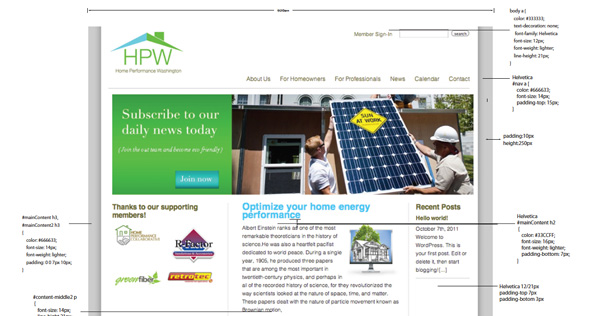 body a {
color: #333333;
text-decoration: none;
font-family: Helvetica
font-size: 12px;
font-weight: lighter;
line-height: 21px;
}
Member Sign-In
search
HPW
Home Performance Washington
About Us For Homeowners For Professionals News Calendar Contact
Helvetica
#nav a {
color: #666633;
font-size: 14px;
padding-top: 15px;
}
Subscribe to our
daily news today
{ Join the e-at team and become eco friendly }
Join now
SUN
AT WORK
padding:10px
height:250px
Thanks to our supporting
members!
HOME
PERFORMANCE
COLLABORATIVE
R-Factor
greenfiber
retrotec
#mainContent h3,
#mainContent2 h3
{
color: #666633;
font-size: 14px;
font-weight: lighter;
padding: 0 0 7px 10px;
}
#content-middle2 p
{
font-size: 14px;
Optimize your home energy
performance
Albert Einstein ranks as one of the most
remarkable theoreticians in the history of
science.He was also a heartfelt pacifist
dedicated to world peace. During a single
year, 1905, he produced three papers
that are among the most important in
twentieth-century physics, and perhaps in
all of the recorded history of science, for they revolutionized the
way scientists looked at the nature of space, time, and matter.
These papers dealt with the nature of particle movement known as
Brownian motion,
Recent Posts
Hello world!
October 7th, 2011
Welcome to
WordPress. This is
your first post. Edit or
delete it, then start
blogging! [...]
Helvetica
#mainContent h2
{
color: #33CCFF;
font-size: 16px;
font-weight: lighter;
padding-bottom: 7px;
}
Helvetica 12/21px
padding-top 7px
padding-bottom 3px